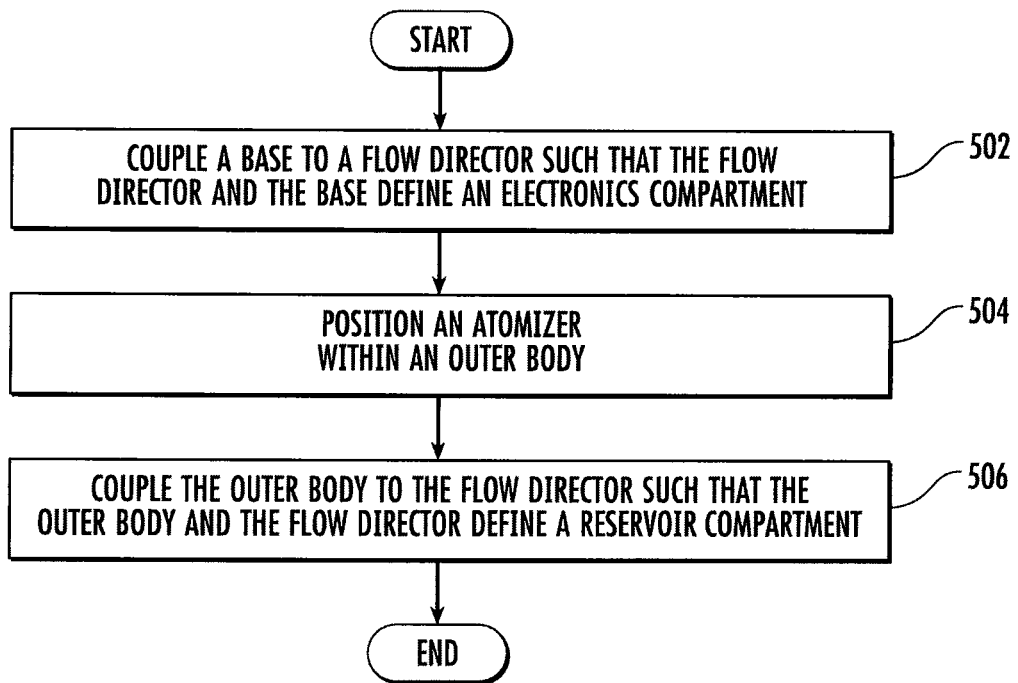 START
COUPLE A BASE TO A FLOW DIRECTOR SUCH THAT THE FLOW
DIRECTOR AND THE BASE DEFINE AN ELECTRONICS COMPARTMENT
502
POSITION AN ATOMIZER
WITHIN AN OUTER BODY
504
COUPLE THE OUTER BODY TO THE FLOW DIRECTOR SUCH THAT THE
OUTER BODY AND THE FLOW DIRECTOR DEFINE A RESERVOIR COMPARTMENT
506
END